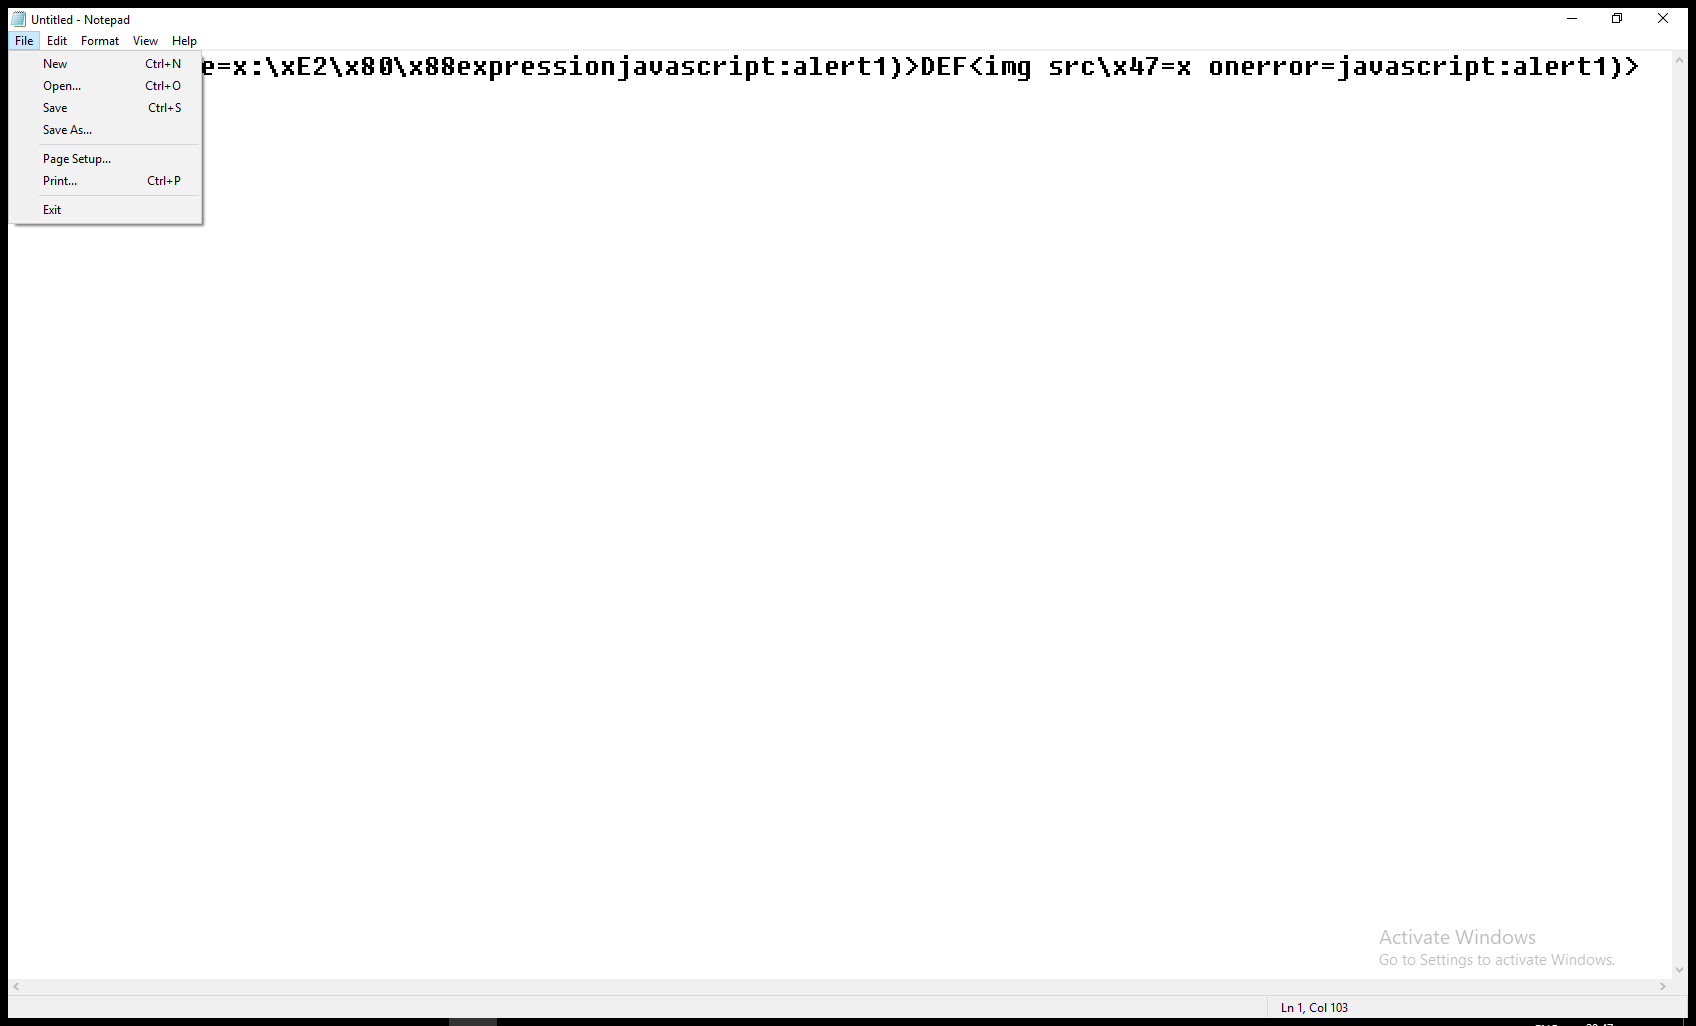 Untitled - Notepad
File Edit Format View Help
e=x:\xE2\x80\x88expressionjavascript:alert1)>DEF<img src\x47=x onerror=javascript:alert1)>
New Ctrl+N
Open... Ctrl+O
Save Ctrl+S
Save As...
Page Setup...
Print... Ctrl+P
Exit
Activate Windows
Go to Settings to activate Windows.
Ln 1, Col 103